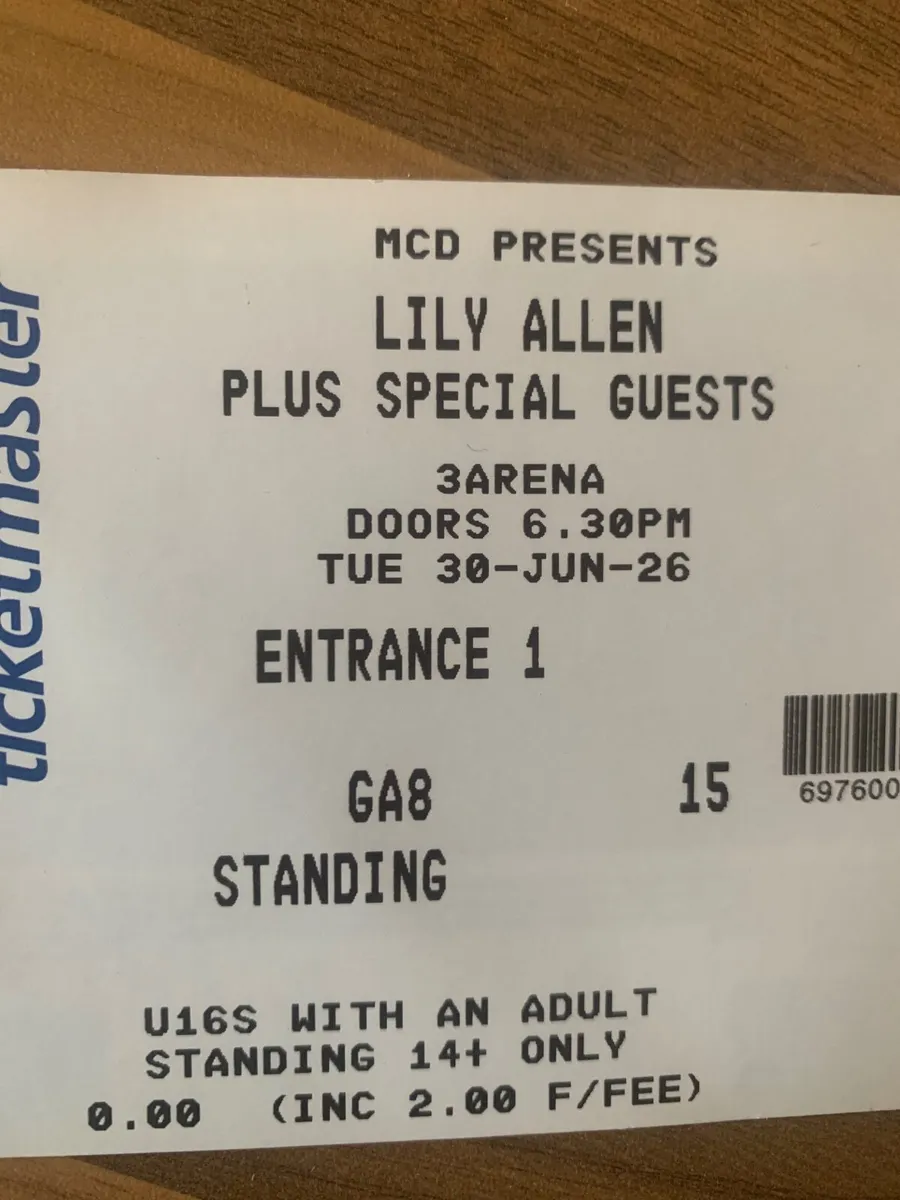 ticketmaster
MCD PRESENTS
LILY ALLEN
PLUS SPECIAL GUESTS
3ARENA
DOORS 6.30PM
TUE 30-JUN-26
ENTRANCE 1
GA8 15
697600
STANDING
U16S WITH AN ADULT
STANDING 14+ ONLY
0.00 (INC 2.00 F/FEE)